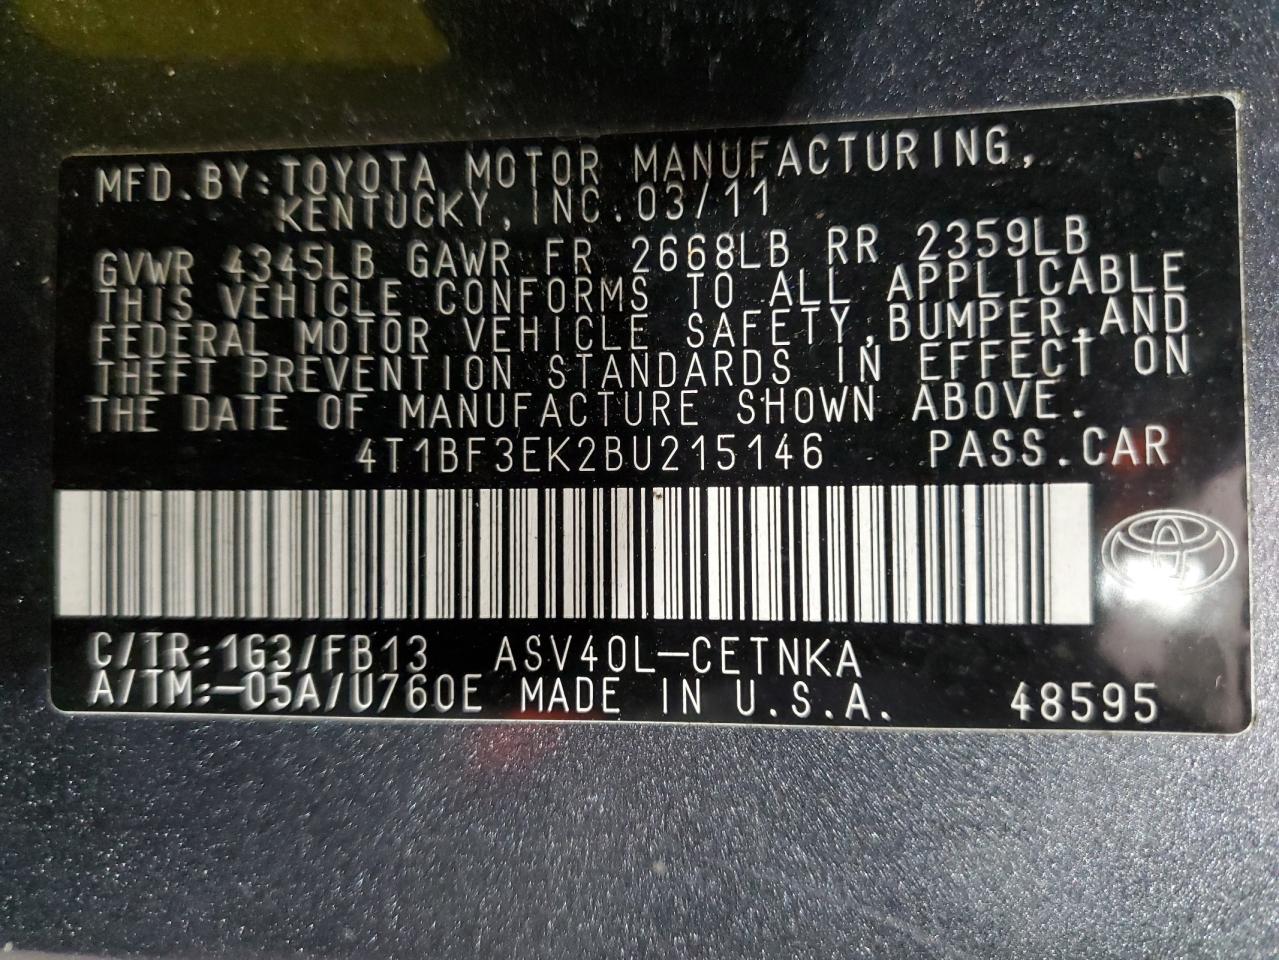 MFD.BY:TOYOTA MOTOR MANUFACTURING,
KENTUCKY, INC. 03/11
GVWR 4345LB GAWR FR 2668LB RR 2359LB
THIS VEHICLE CONFORMS TO ALL APPLICABLE
FEDERAL MOTOR VEHICLE SAFETY,BUMPER,AND
THEFT PREVENTION STANDARDS IN EFFECT ON
THE DATE OF MANUFACTURE SHOWN ABOVE.
4T1BF3EK2BU215146 PASS.CAR
C/TR:1G3/FB13 ASV40L-CETNKA
A/TM:-05A/U760E MADE IN U.S.A. 48595